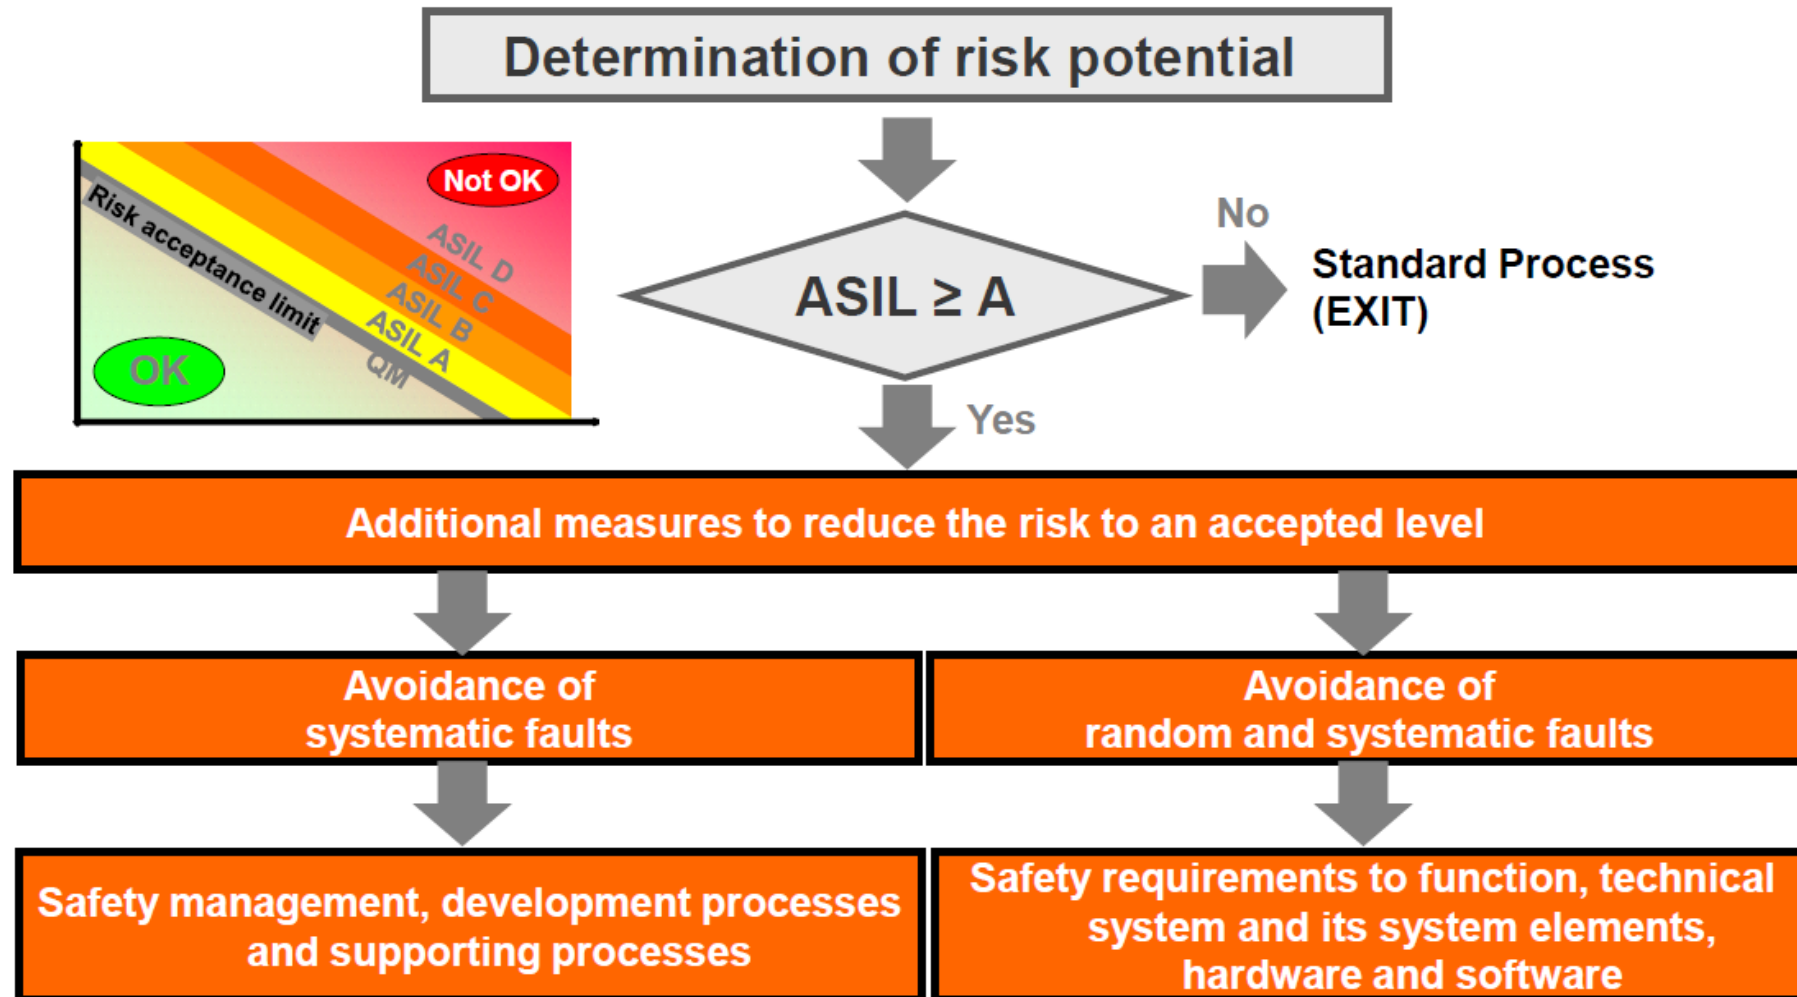 Determination of risk potential
Not OK
Risk acceptance limit
ASIL D
ASIL C
ASIL B
ASIL A
QM
OK
ASIL ≥ A
No
Standard Process
(EXIT)
Yes
Additional measures to reduce the risk to an accepted level
Avoidance of
systematic faults
Avoidance of
random and systematic faults
Safety management, development processes
and supporting processes
Safety requirements to function, technical
system and its system elements,
hardware and software